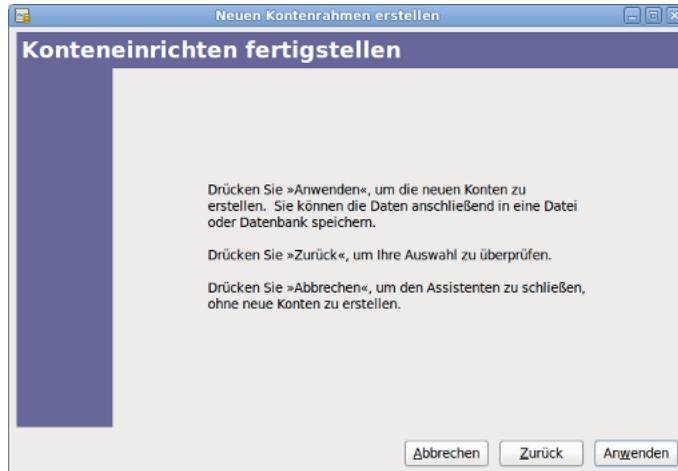 Neuen Kontenrahmen erstellen
Konteneinrichten fertigstellen
Drücken Sie »Anwenden«, um die neuen Konten zu
erstellen.  Sie können die Daten anschließend in eine Datei
oder Datenbank speichern.
Drücken Sie »Zurück«, um Ihre Auswahl zu überprüfen.
Drücken Sie »Abbrechen«, um den Assistenten zu schließen,
ohne neue Konten zu erstellen.
Abbrechen Zurück Anwenden